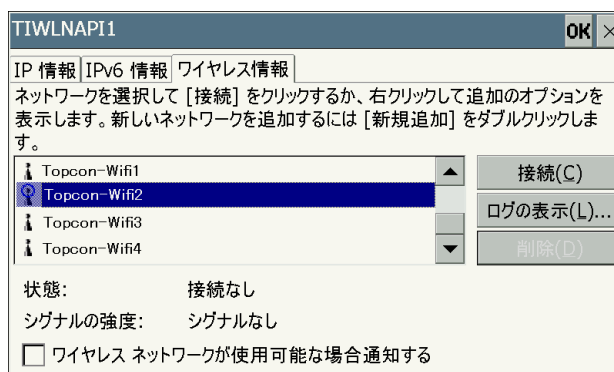 TIWLNAPI1 OK ×
IP 情報 IPv6 情報 ワイヤレス情報
ネットワークを選択して [接続] をクリックするか、右クリックして追加のオプションを
表示します。新しいネットワークを追加するには [新規追加] をダブルクリックしま
す。
Topcon-Wifi1
Topcon-Wifi2
Topcon-Wifi3
Topcon-Wifi4
接続(C)
ログの表示(L)...
削除(D)
状態: 接続なし
シグナルの強度: シグナルなし
ワイヤレス ネットワークが使用可能な場合通知する